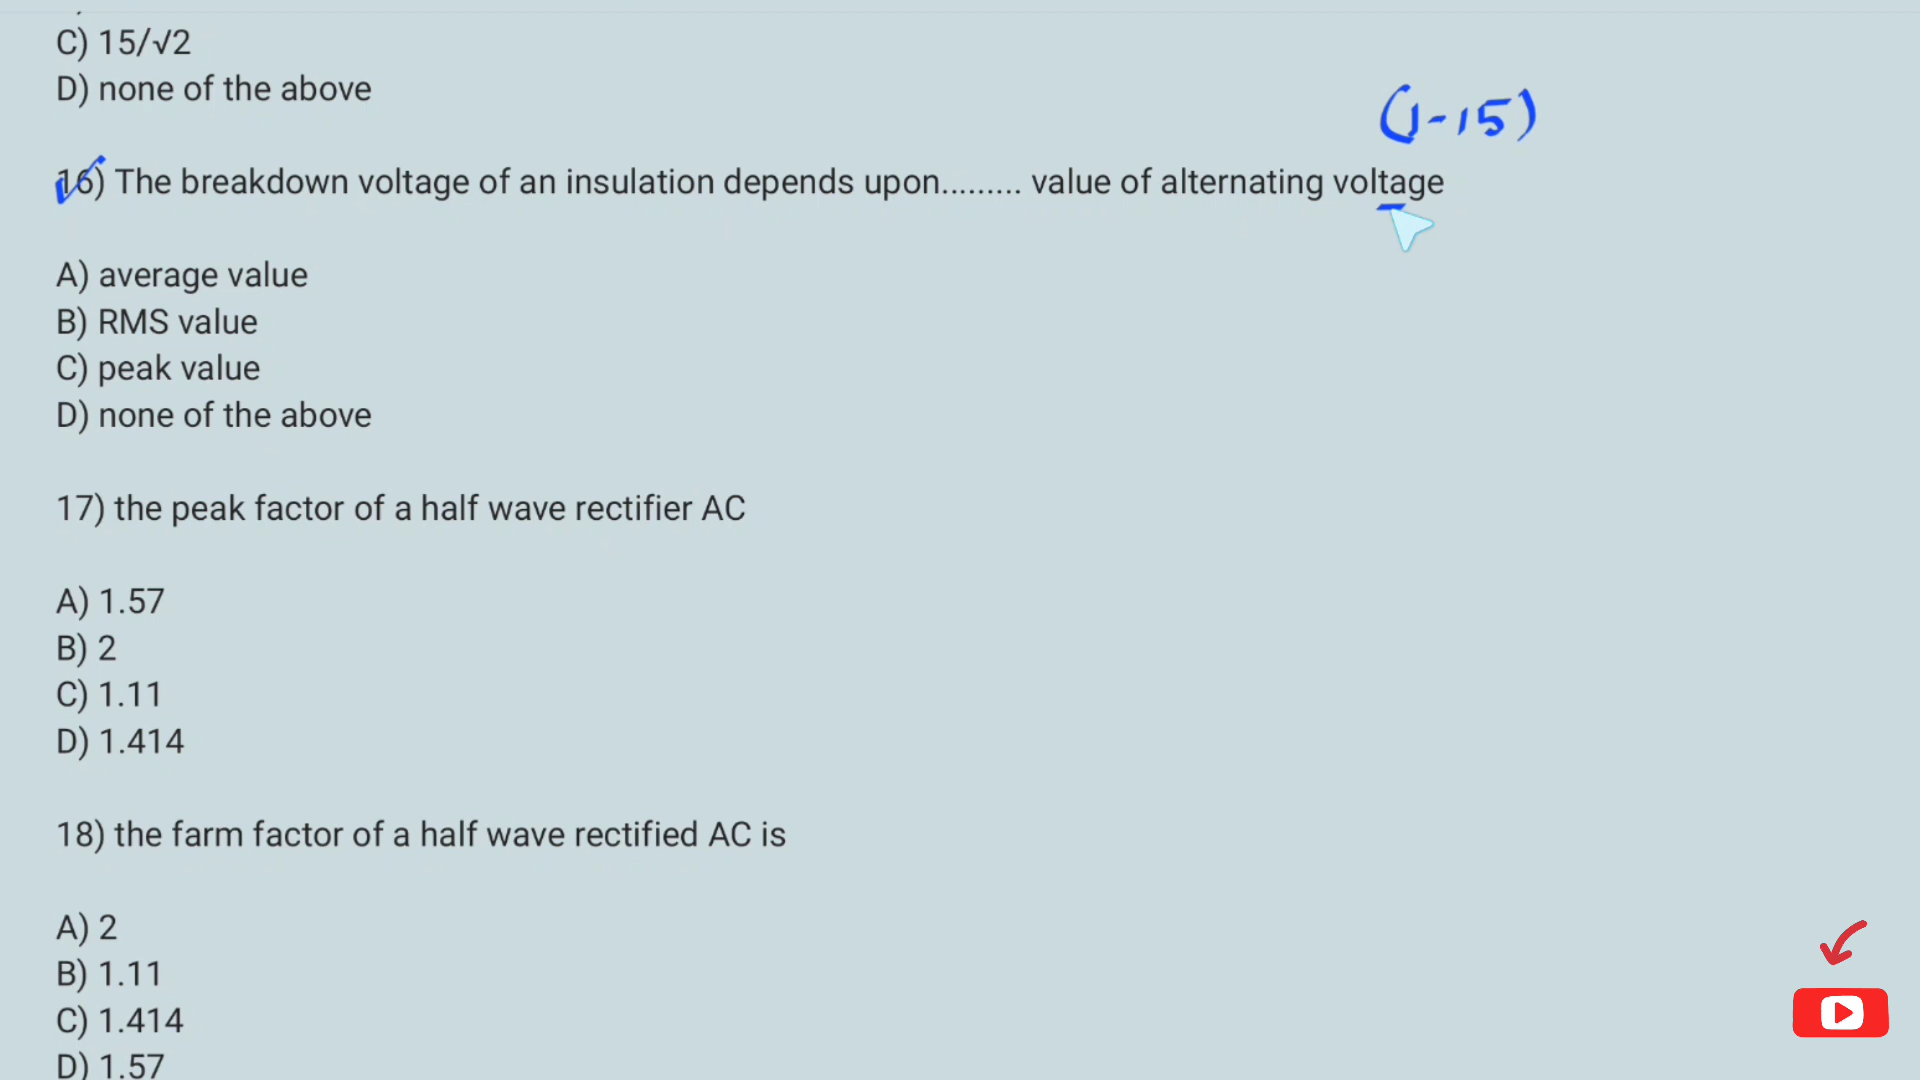 C) 15/√2
D) none of the above
(1-15)
16) The breakdown voltage of an insulation depends upon......... value of alternating voltage
A) average value
B) RMS value
C) peak value
D) none of the above
17) the peak factor of a half wave rectifier AC
A) 1.57
B) 2
C) 1.11
D) 1.414
18) the farm factor of a half wave rectified AC is
A) 2
B) 1.11
C) 1.414
D) 1.57